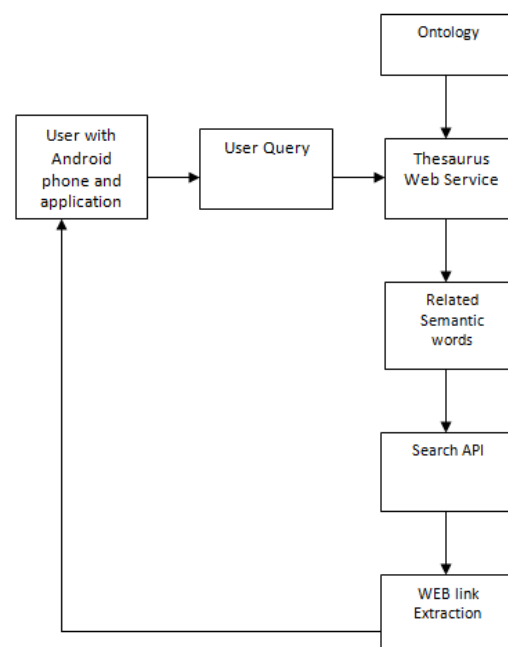 Ontology
User with
Android
phone and
application
User Query
Thesaurus
Web Service
Related
Semantic
words
Search API
WEB link
Extraction